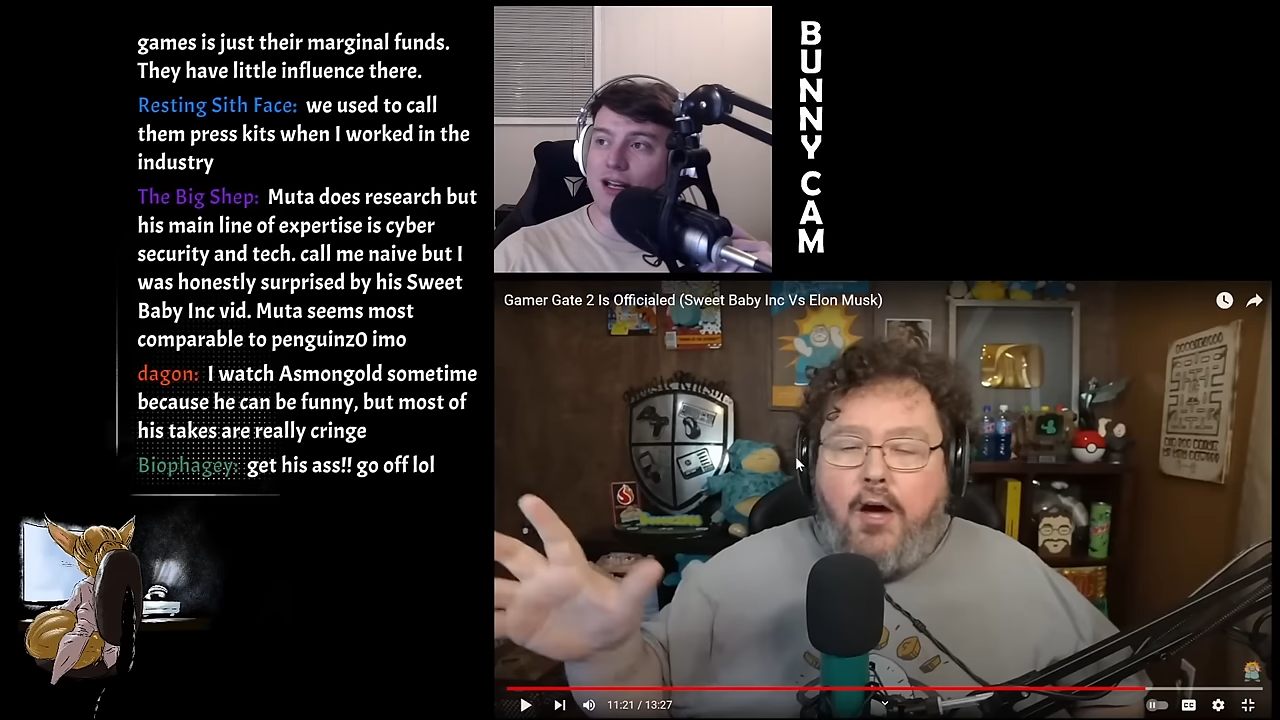 games is just their marginal funds.
They have little influence there.
Resting Sith Face: we used to call
them press kits when I worked in the
industry
The Big Shep: Muta does research but
his main line of expertise is cyber
security and tech. call me naive but I
was honestly surprised by his Sweet
Baby Inc vid. Muta seems most
comparable to penguinz0 imo
dagon: I watch Asmongold sometime
because he can be funny, but most of
his takes are really cringe
Biophagey: get his ass!! go off lol
BUNNY CAM
Gamer Gate 2 Is Officialed (Sweet Baby Inc Vs Elon Musk)
11:21 / 13:27
CC